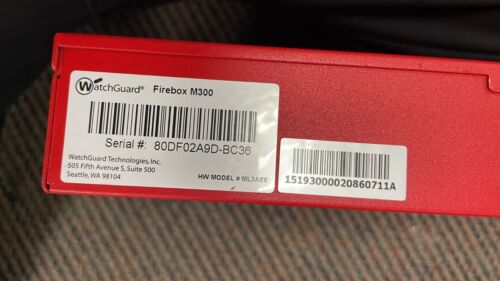 WatchGuard® Firebox M300
Serial #: 80DF02A9D-BC36
WatchGuard Technologies, Inc.
505 Fifth Avenue S, Suite 500
Seattle, WA 98104
HW MODEL # ML3AE8
15193000020860711A